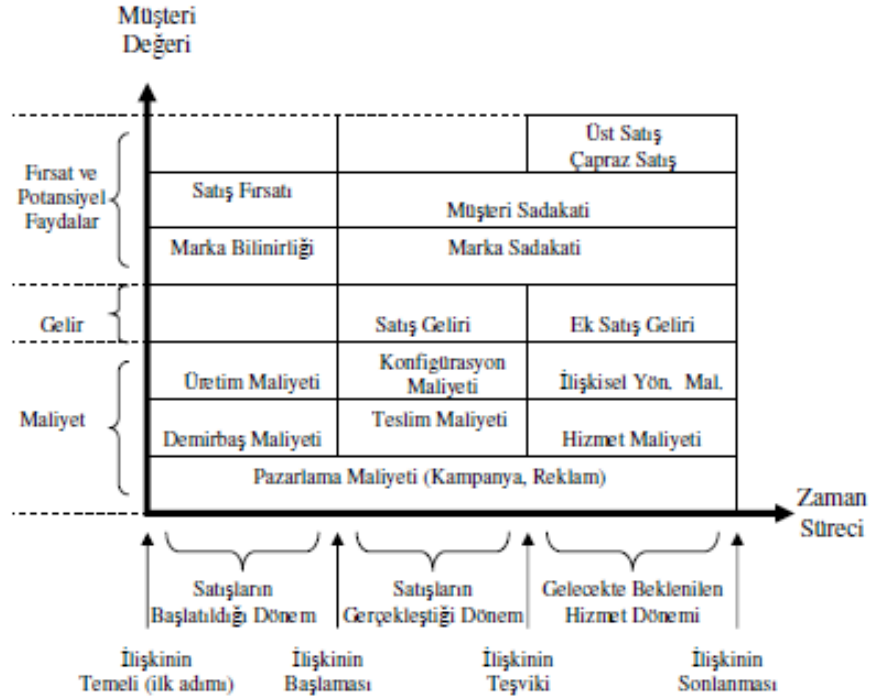 Müşteri
Değeri
Üst Satış
Çapraz Satış
Fırsat ve
Potansiyel
Faydalar
Satış Fırsatı
Müşteri Sadakati
Marka Bilinirliği
Marka Sadakati
Gelir
Satış Geliri
Ek Satış Geliri
Maliyet
Üretim Maliyeti
Konfigürasyon
Maliyeti
İlişkisel Yön. Mal.
Demirbaş Maliyeti
Teslim Maliyeti
Hizmet Maliyeti
Pazarlama Maliyeti (Kampanya, Reklam)
Zaman
Süreci
Satışların
Başlatıldığı Dönem
Satışların
Gerçekleştiği Dönem
Gelecekte Beklenilen
Hizmet Dönemi
İlişkinin
Temeli (ilk adımı)
İlişkinin
Başlaması
İlişkinin
Teşviki
İlişkinin
Sonlanması